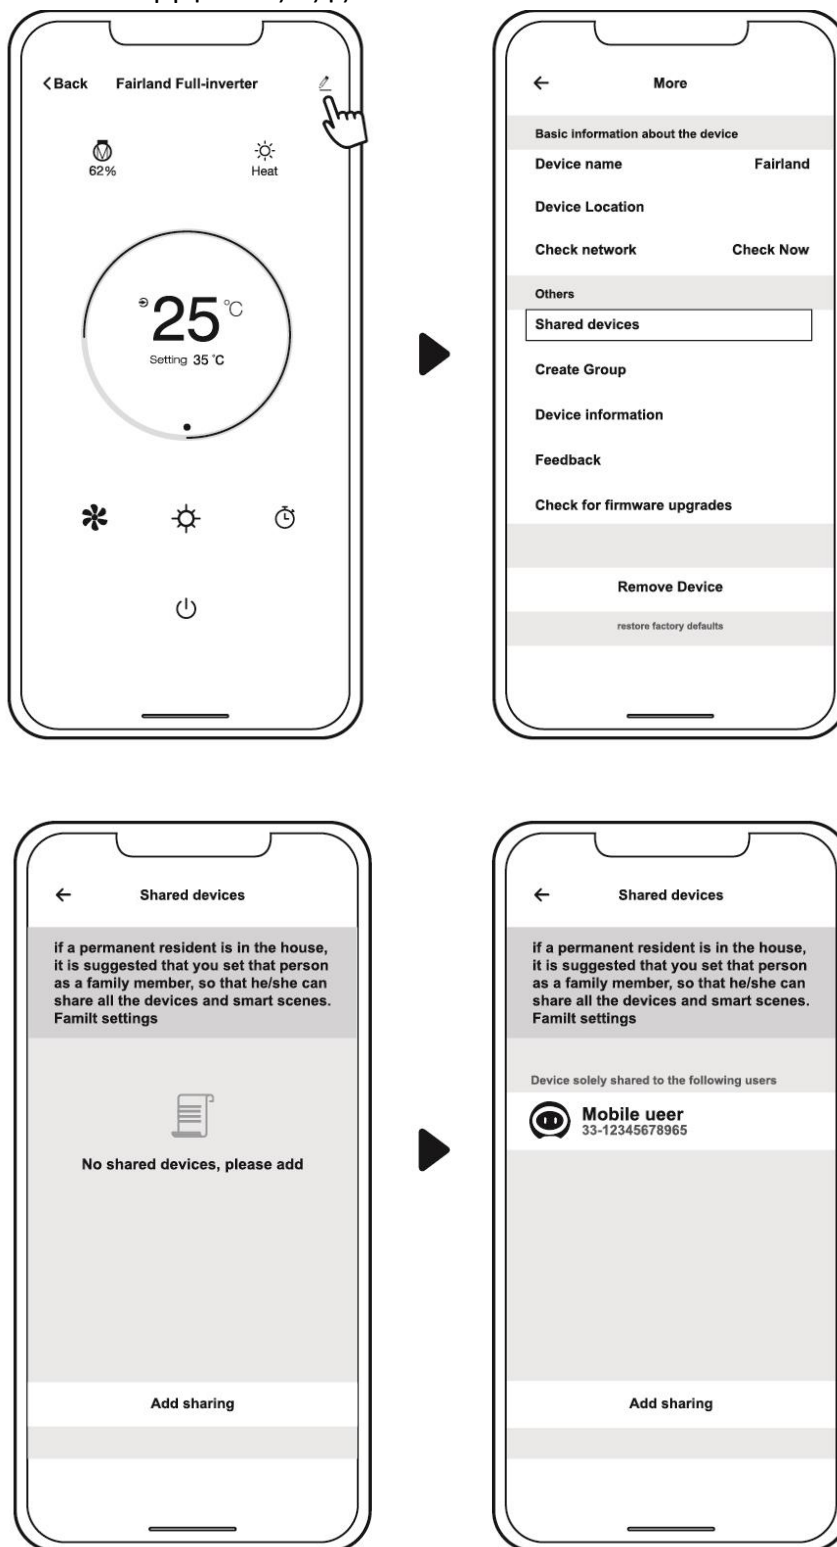 Back Fairland Full-inverter
62% Heat
25 °C
Setting 35 °C
More
Basic information about the device
Device name Fairland
Device Location
Check network Check Now
Others
Shared devices
Create Group
Device information
Feedback
Check for firmware upgrades
Remove Device
restore factory defaults
Shared devices
if a permanent resident is in the house,
it is suggested that you set that person
as a family member, so that he/she can
share all the devices and smart scenes.
Familt settings
No shared devices, please add
Add sharing
Shared devices
if a permanent resident is in the house,
it is suggested that you set that person
as a family member, so that he/she can
share all the devices and smart scenes.
Familt settings
Device solely shared to the following users
Mobile ueer
33-12345678965
Add sharing